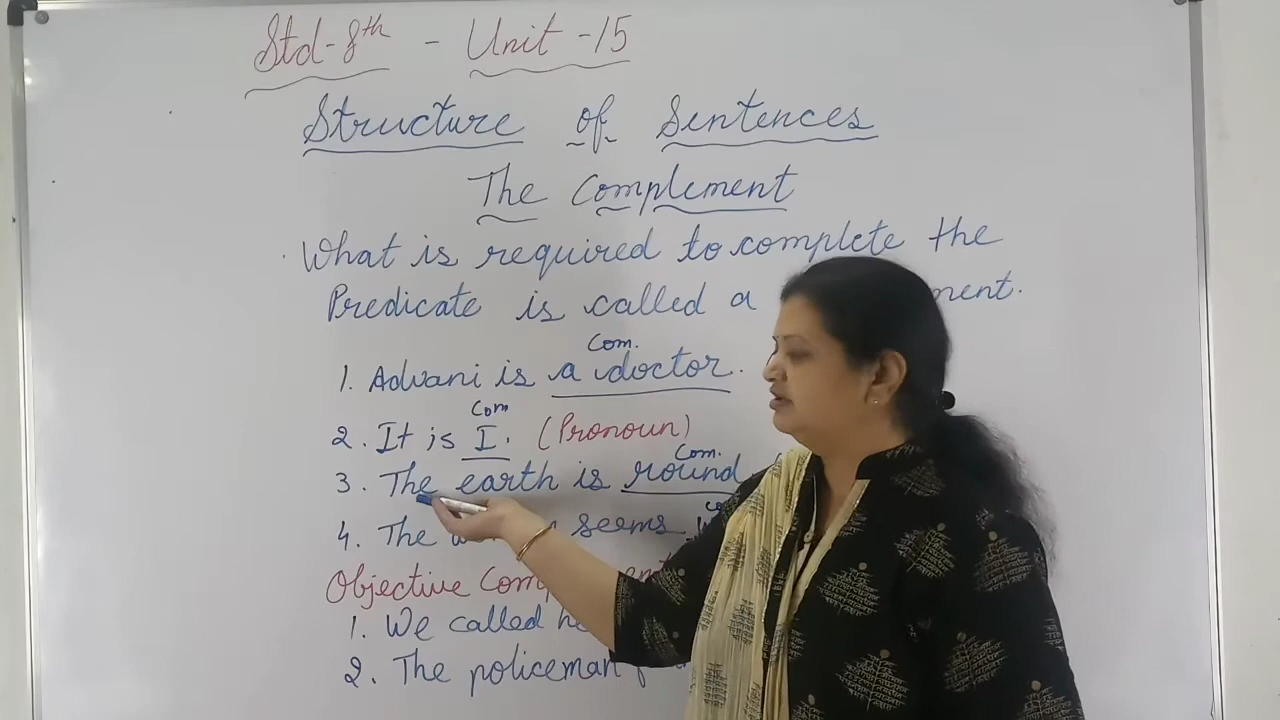 Std-8th - Unit-15
Structure of Sentences
The Complement
What is required to complete the
Predicate is called a
Com.
1. Advani is a doctor.
Com
2. It is I. (Pronoun)
Com.
3. The earth is round
4. The seems
Objective
1. We called
2. The policeman